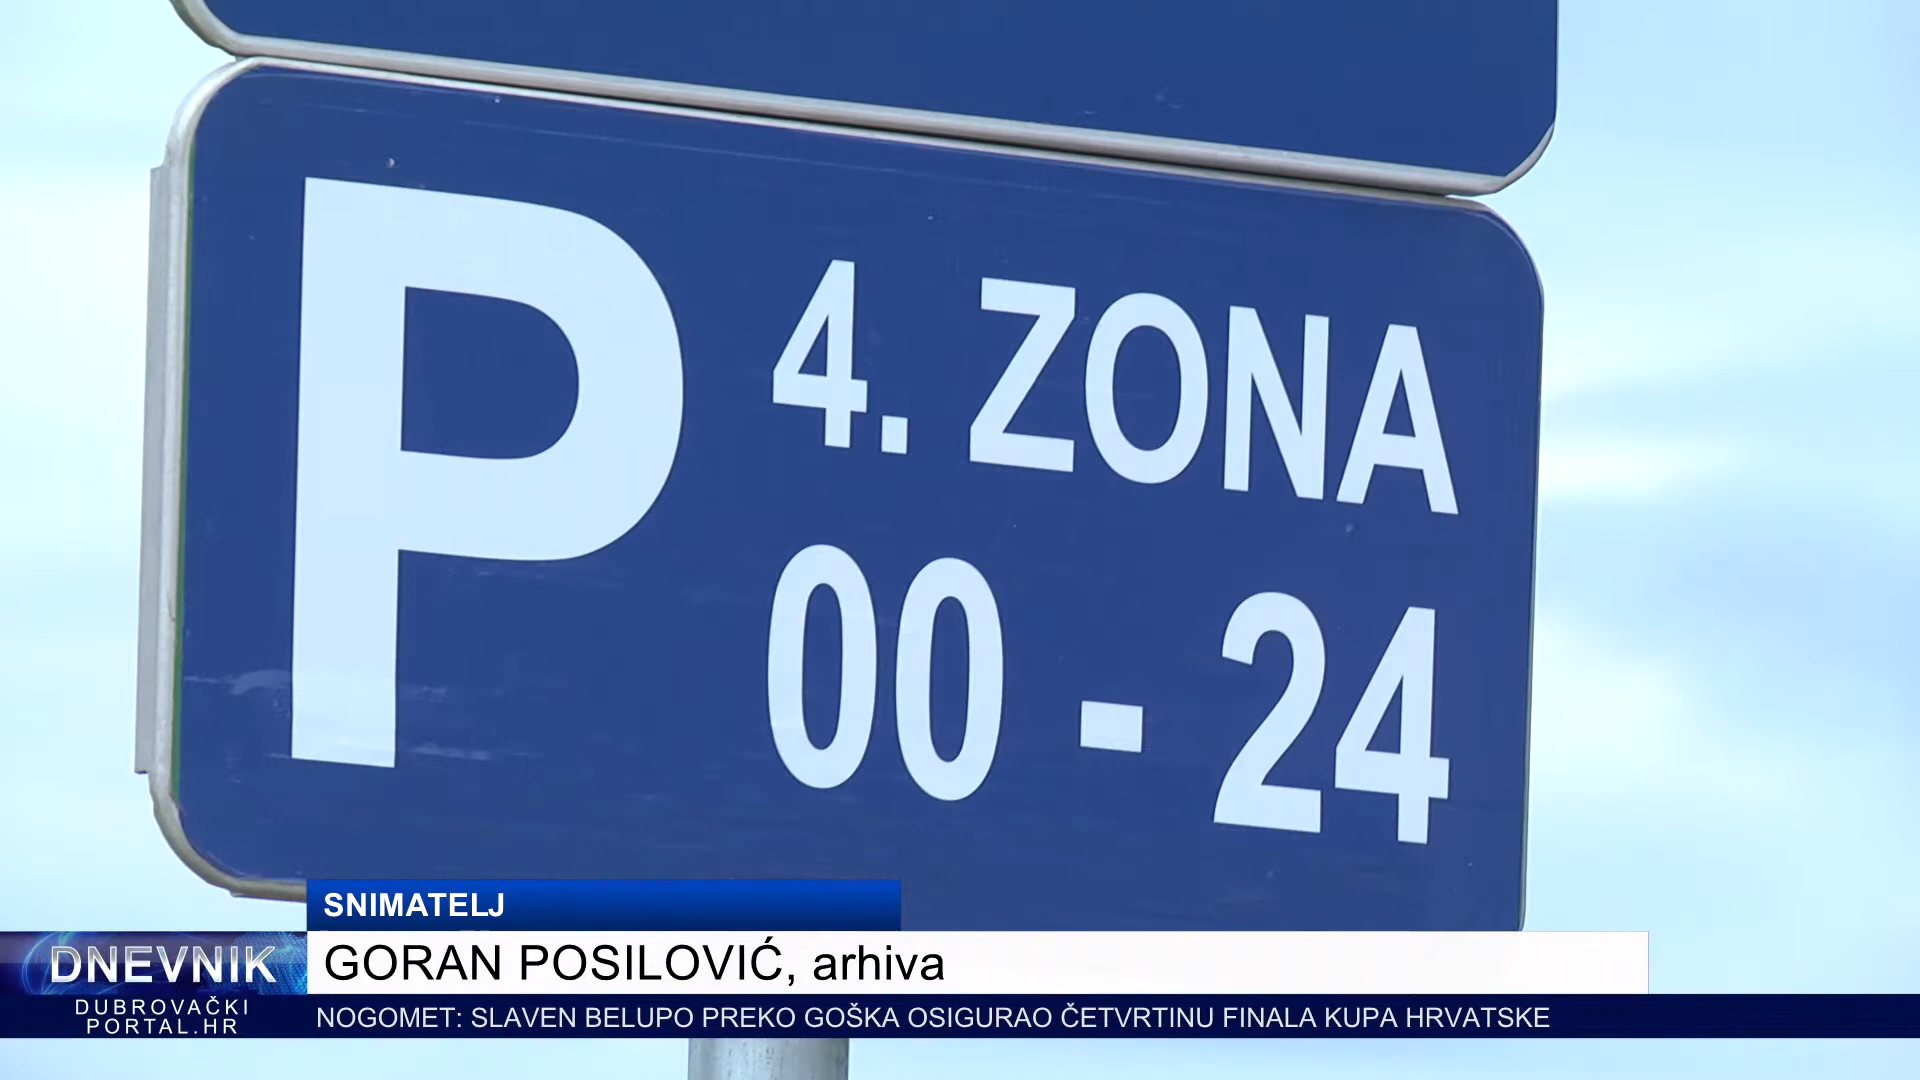 P
4. ZONA
00 - 24
SNIMATELJ
GORAN POSILOVIĆ, arhiva
DNEVNIK
DUBROVAČKI
PORTAL.HR
NOGOMET: SLAVEN BELUPO PREKO GOŠKA OSIGURAO ČETVRTINU FINALA KUPA HRVATSKE